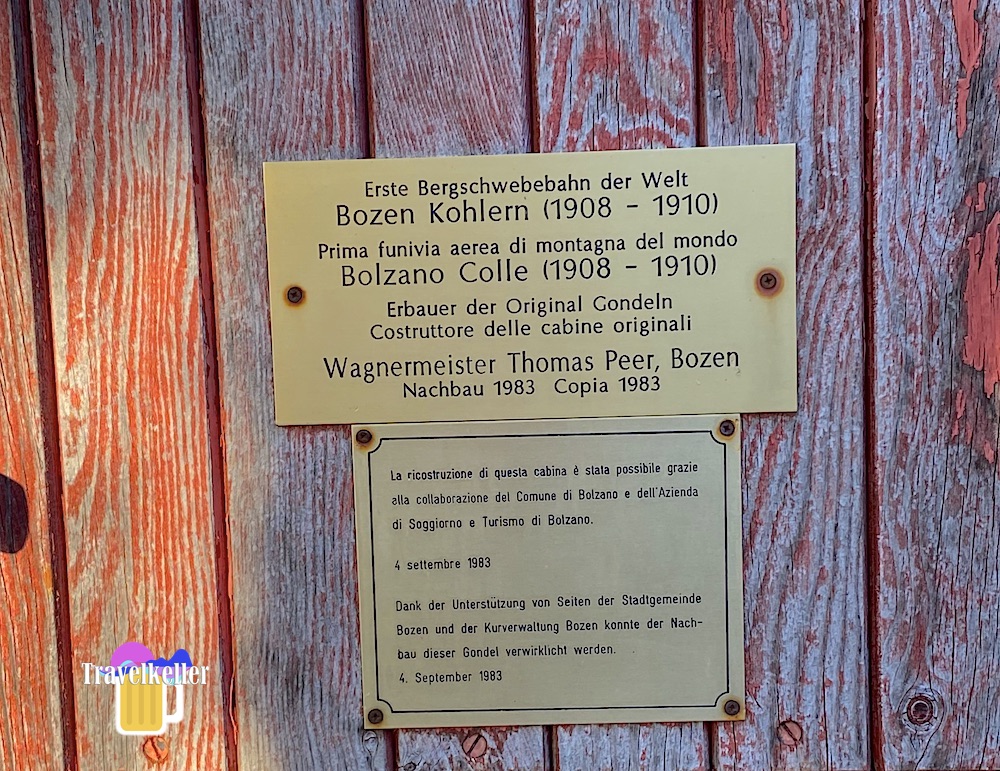 Erste Bergschwebebahn der Welt
Bozen Kohlern (1908 - 1910)
Prima funivia aerea di montagna del mondo
Bolzano Colle (1908 - 1910)
Erbauer der Original Gondeln
Costruttore delle cabine originali
Wagnermeister Thomas Peer, Bozen
Nachbau 1983 Copia 1983
La ricostruzione di questa cabina è stata possibile grazie
alla collaborazione del Comune di Bolzano e dell'Azienda
di Soggiorno e Turismo di Bolzano.
4 settembre 1983
Dank der Unterstützung von Seiten der Stadtgemeinde
Bozen und der Kurverwaltung Bozen konnte der Nach-
bau dieser Gondel verwirklicht werden.
4. September 1983
Travelkeller